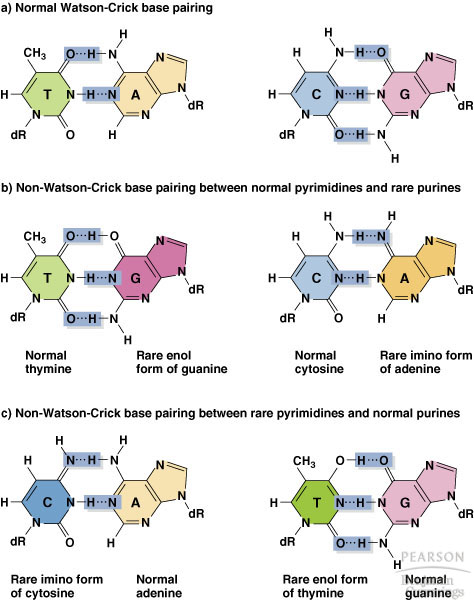 a) Normal Watson-Crick base pairing
H
CH3 O ··· H N H N ··· H O N
H T N H ··· N A N H C N ··· H N G N
N N dR N N dR
dR O H dR O ··· H N
H
b) Non-Watson-Crick base pairing between normal pyrimidines and rare purines
H H
CH3 O ··· H O N H N H ··· N N
H T N H ··· N G N H C N ··· H N A N
N N dR N N dR
dR O ··· H N dR O H
H
Normal thymine Rare enol form of guanine Normal cytosine Rare imino form of adenine
c) Non-Watson-Crick base pairing between rare pyrimidines and normal purines
H H
H N ··· H N N CH3 O H ··· O N
H C N H ··· N A N H T N ··· H N G N
N N dR N N dR
dR O H dR O ··· H N
H
PEARSON
Rare imino form of cytosine Normal adenine Rare enol form of thymine Normal guanine